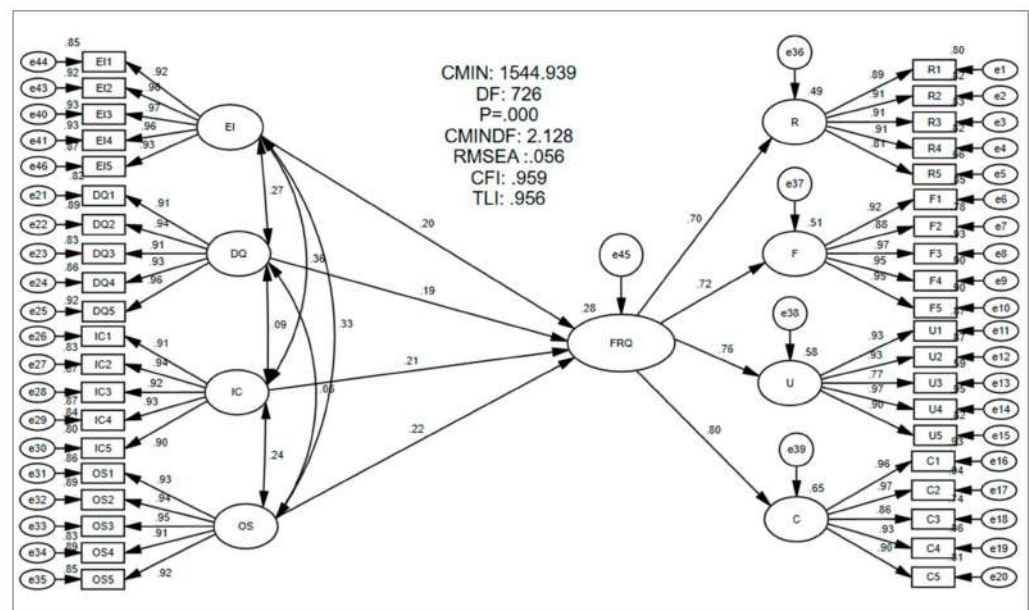 CMIN: 1544.939
DF: 726
P=.000
CMINDF: 2.128
RMSEA :.056
CFI: .959
TLI: .956
.85
e44 EI1 .92
.92
e43 EI2 .96
.93
e40 EI3 .97
.93
e41 EI4 .96
.87
e46 EI5 .93
EI
.82
e21 DQ1 .91
.89
e22 DQ2 .94
.83
e23 DQ3 .91
.86
e24 DQ4 .93
.92
e25 DQ5 .96
DQ
e26 IC1 .91
.83
e27 IC2 .94
.87
e28 IC3 .92
.87
e29 IC4 .93
.84
.80
e30 IC5 .90
IC
.86
e31 OS1 .93
.89
e32 OS2 .94
e33 OS3 .95
.83
e34 OS4 .91
.89
.85
e35 OS5 .92
OS
.27
.36
.33
.09
.06
.24
.20
.19
.21
.22
e45
.28
FRQ
.70
.72
.76
.80
e36
.49
R
.80
.89 R1 e1
.91 R2 e2
.91 R3 e3
.91 R4 e4
.81 R5 e5
e37
.51
F
.92 F1 e6
.88 F2 e7
.97 F3 e8
.95 F4 e9
.95 F5 e10
e38
.58
U
.93 U1 e11
.93 U2 e12
.77 U3 e13
.97 U4 e14
.90 U5 e15
e39
.65
C
.96 C1 e16
.97 C2 e17
.86 C3 e18
.93 C4 e19
.90 C5 e20